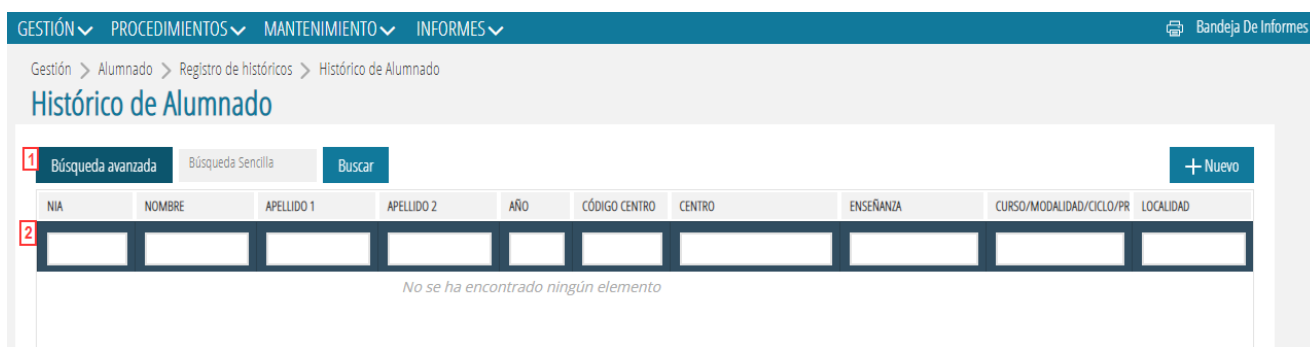 GESTIÓN PROCEDIMIENTOS MANTENIMIENTO INFORMES Bandeja De Informes
Gestión > Alumnado > Registro de históricos > Histórico de Alumnado
Histórico de Alumnado
1 Búsqueda avanzada Búsqueda Sencilla Buscar + Nuevo
NIA NOMBRE APELLIDO 1 APELLIDO 2 AÑO CÓDIGO CENTRO CENTRO ENSEÑANZA CURSO/MODALIDAD/CICLO/PR LOCALIDAD
2
No se ha encontrado ningún elemento